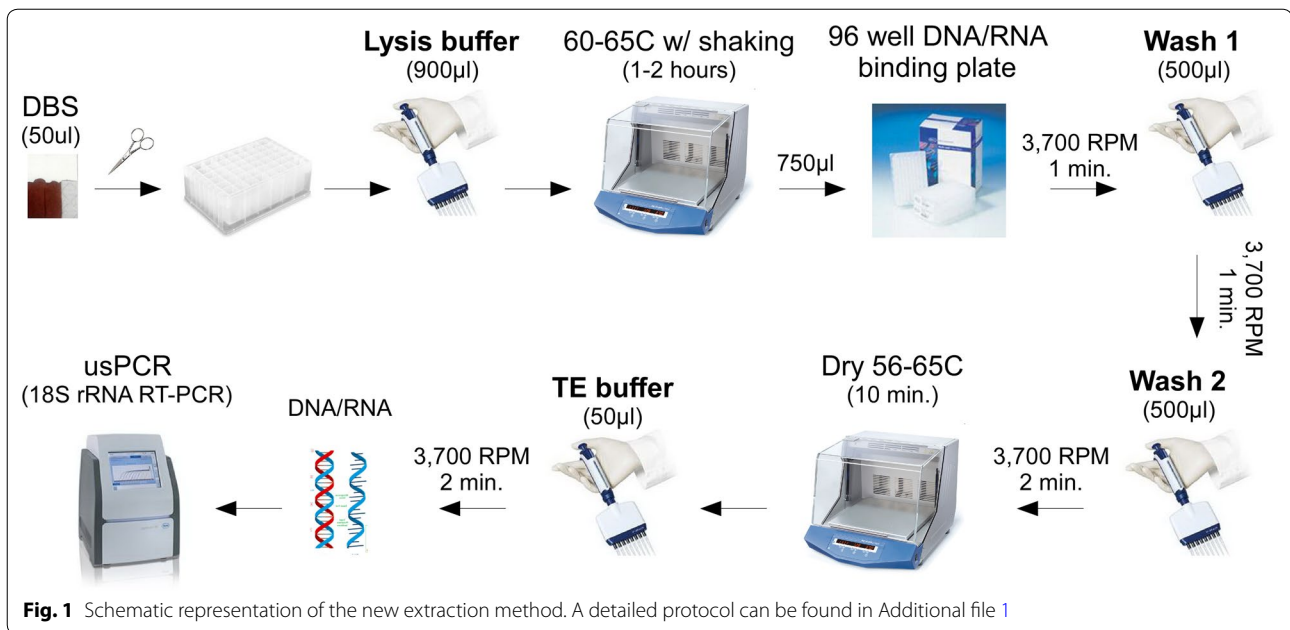 DBS
(50ul)
Lysis buffer
(900µl)
60-65C w/ shaking
(1-2 hours)
750µl
96 well DNA/RNA
binding plate
3,700 RPM
1 min.
Wash 1
(500µl)
3,700 RPM
1 min.
Wash 2
(500µl)
3,700 RPM
2 min.
Dry 56-65C
(10 min.)
TE buffer
(50µl)
3,700 RPM
2 min.
DNA/RNA
usPCR
(18S rRNA RT-PCR)
Fig. 1 Schematic representation of the new extraction method. A detailed protocol can be found in Additional file 1